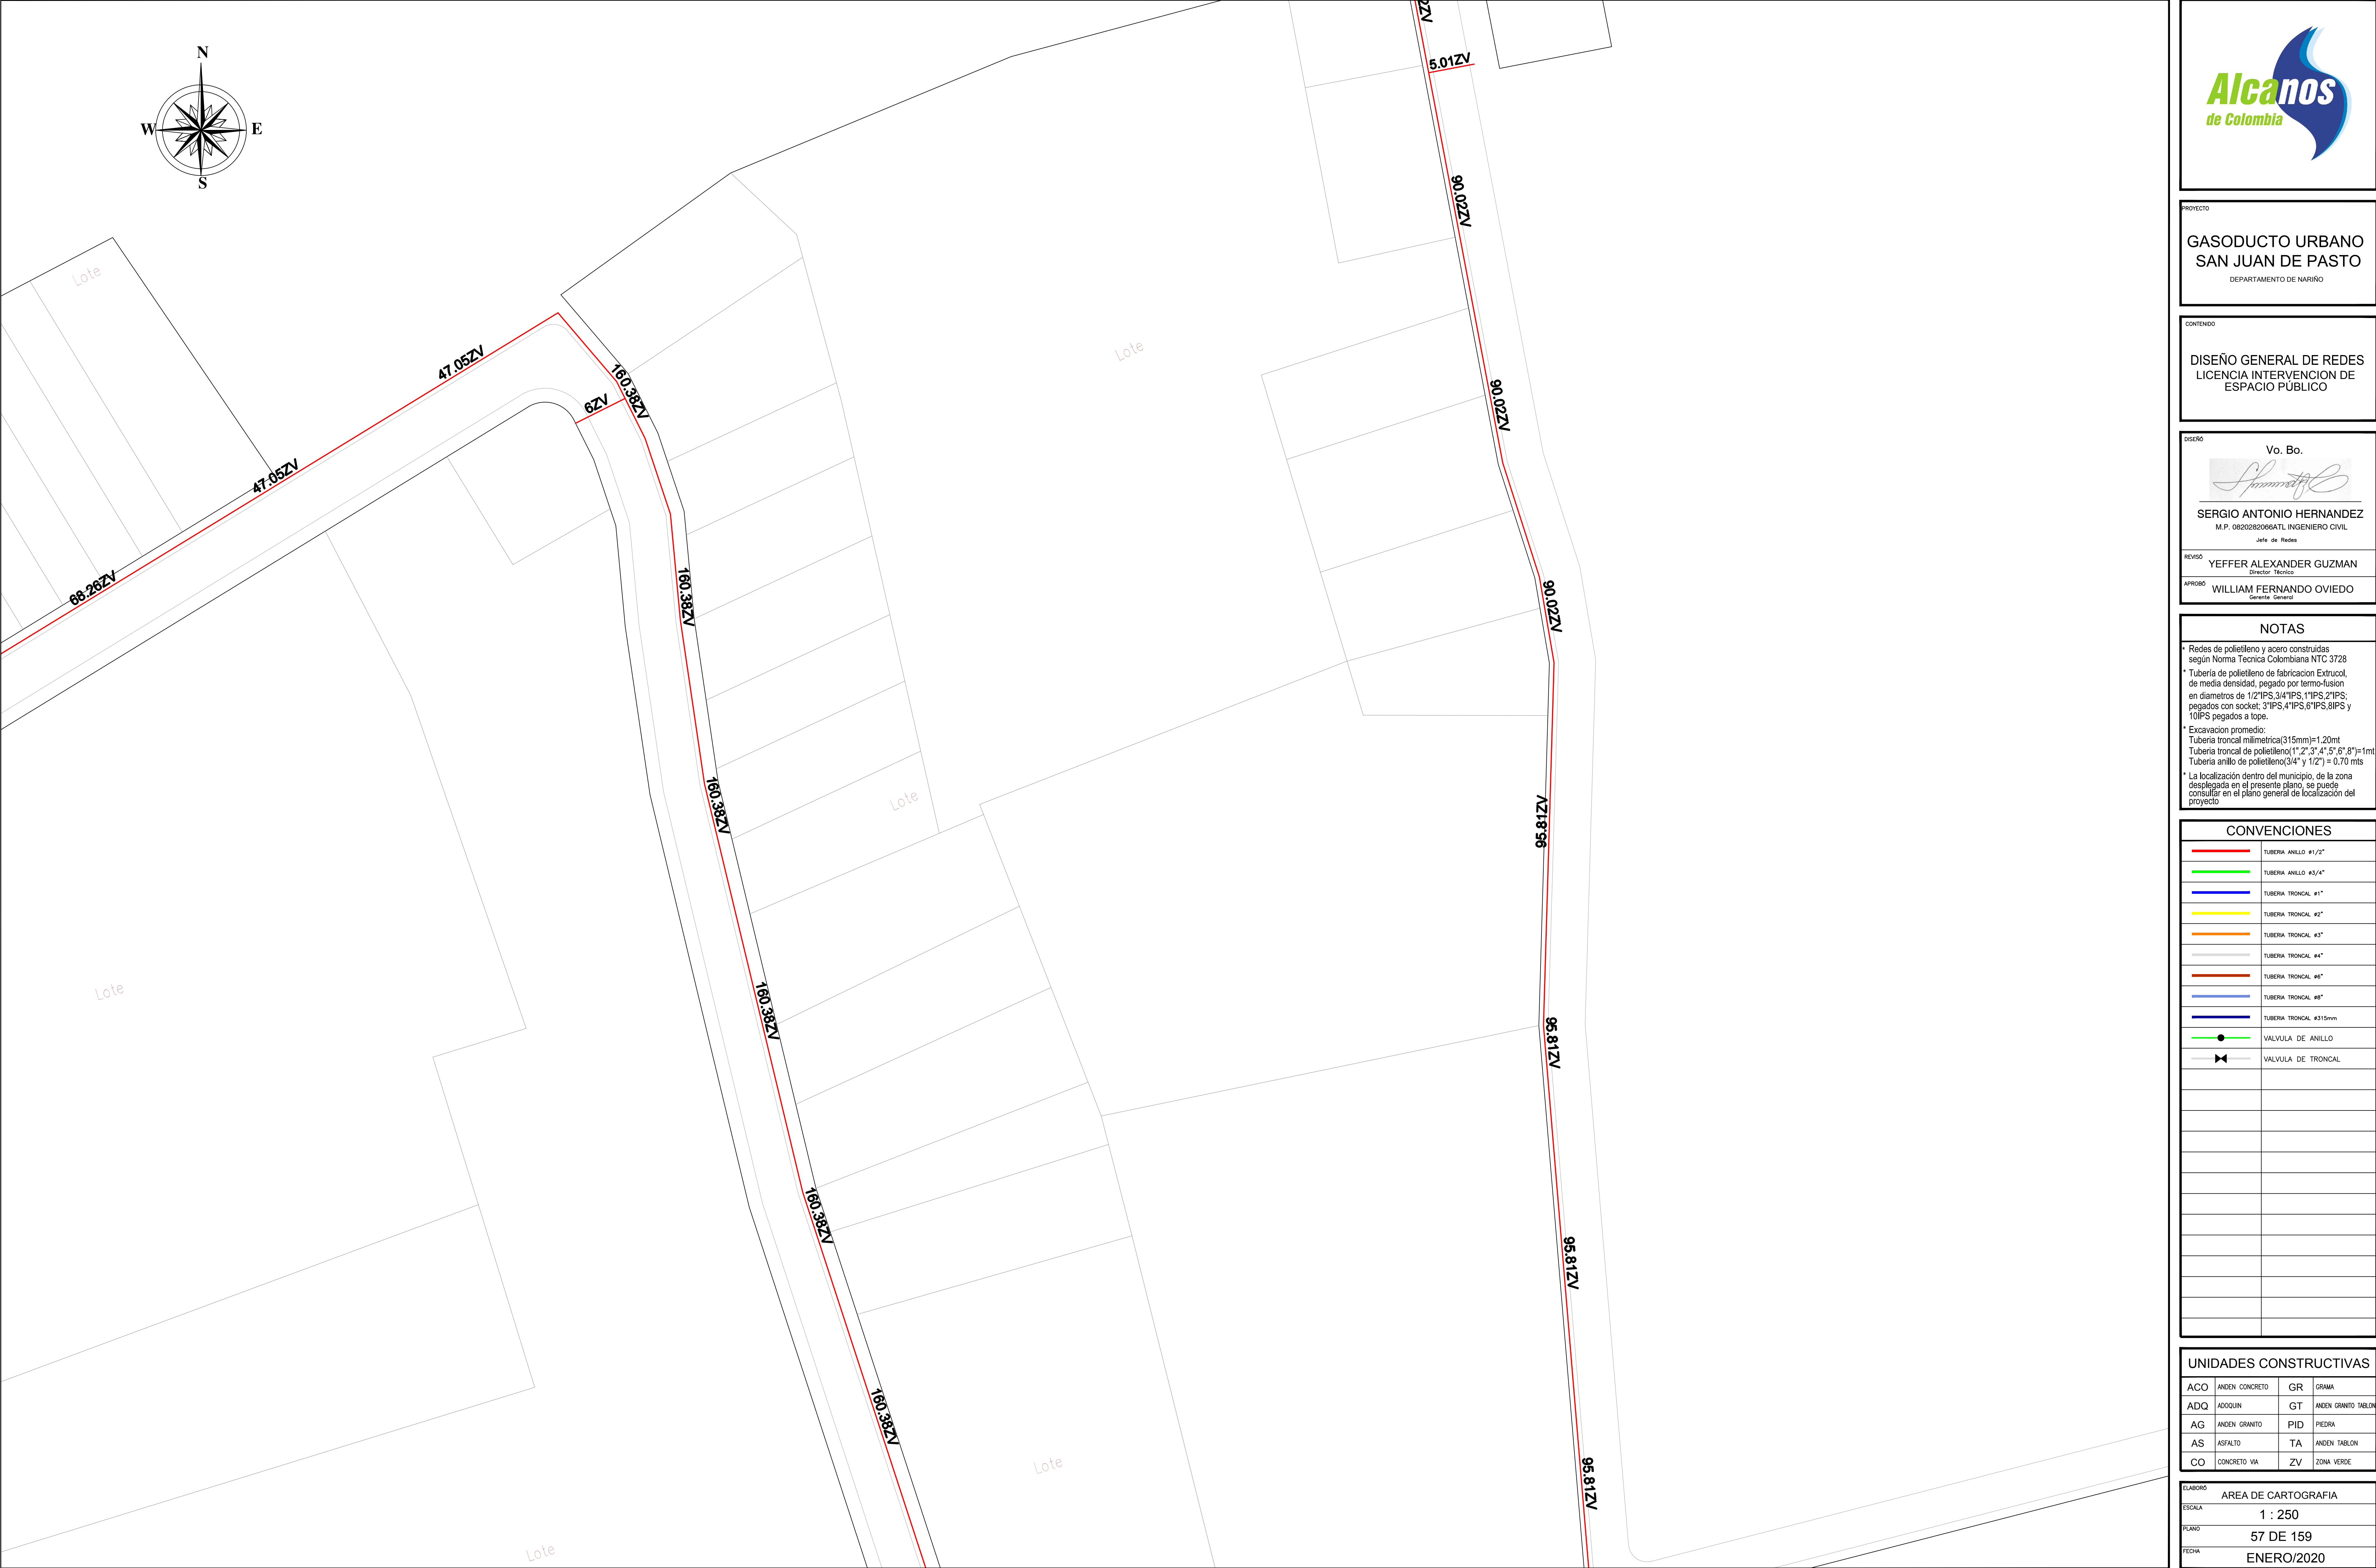 N
W
E
S
Lote
47.05ZV
47.05ZV
68.26ZV
6ZV
160.38ZV
160.38ZV
160.38ZV
160.38ZV
160.38ZV
160.38ZV
Lote
Lote
Lote
Lote
Lote
5.01ZV
90.02ZV
90.02ZV
90.02ZV
95.81ZV
95.81ZV
95.81ZV
95.81ZV
Alcanos
de Colombia
PROYECTO
GASODUCTO URBANO
SAN JUAN DE PASTO
DEPARTAMENTO DE NARIÑO
CONTENIDO
DISEÑO GENERAL DE REDES
LICENCIA INTERVENCION DE
ESPACIO PÚBLICO
DISEÑO
Vo. Bo.
SERGIO ANTONIO HERNANDEZ
M.P. 0820282066ATL INGENIERO CIVIL
Jefe de Redes
REVISÓ
YEFFER ALEXANDER GUZMAN
Director Técnico
APROBÓ
WILLIAM FERNANDO OVIEDO
Gerente General
NOTAS
* Redes de polietileno y acero construidas
según Norma Tecnica Colombiana NTC 3728
* Tubería de polietileno de fabricacion Extrucol,
de media densidad, pegado por termo-fusion
en diametros de 1/2"IPS,3/4"IPS,1"IPS,2"IPS;
pegados con socket; 3"IPS,4"IPS,6"IPS,8IPS y
10IPS pegados a tope.
* Excavacion promedio:
Tuberia troncal milimetrica(315mm)=1.20mt
Tuberia troncal de polietileno(1",2",3",4",5",6",8")=1mt
Tuberia anillo de polietileno(3/4" y 1/2") = 0.70 mts
* La localización dentro del municipio, de la zona
desplegada en el presente plano, se puede
consultar en el plano general de localización del
proyecto
CONVENCIONES
TUBERIA ANILLO ø1/2"
TUBERIA ANILLO ø3/4"
TUBERIA TRONCAL ø1"
TUBERIA TRONCAL ø2"
TUBERIA TRONCAL ø3"
TUBERIA TRONCAL ø4"
TUBERIA TRONCAL ø6"
TUBERIA TRONCAL ø8"
TUBERIA TRONCAL ø315mm
VALVULA DE ANILLO
VALVULA DE TRONCAL
UNIDADES CONSTRUCTIVAS
ACO ANDEN CONCRETO GR GRAMA
ADQ ADOQUIN GT ANDEN GRANITO TABLON
AG ANDEN GRANITO PID PIEDRA
AS ASFALTO TA ANDEN TABLON
CO CONCRETO VIA ZV ZONA VERDE
ELABORÓ
AREA DE CARTOGRAFIA
ESCALA
1 : 250
PLANO
57 DE 159
FECHA
ENERO/2020